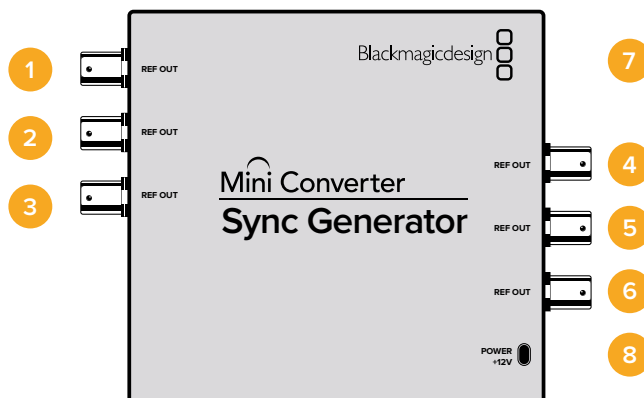 Blackmagicdesign
1
REF OUT
7
2
REF OUT
4
REF OUT
3
REF OUT
Mini Converter
Sync Generator
5
REF OUT
6
REF OUT
POWER
+12V
8